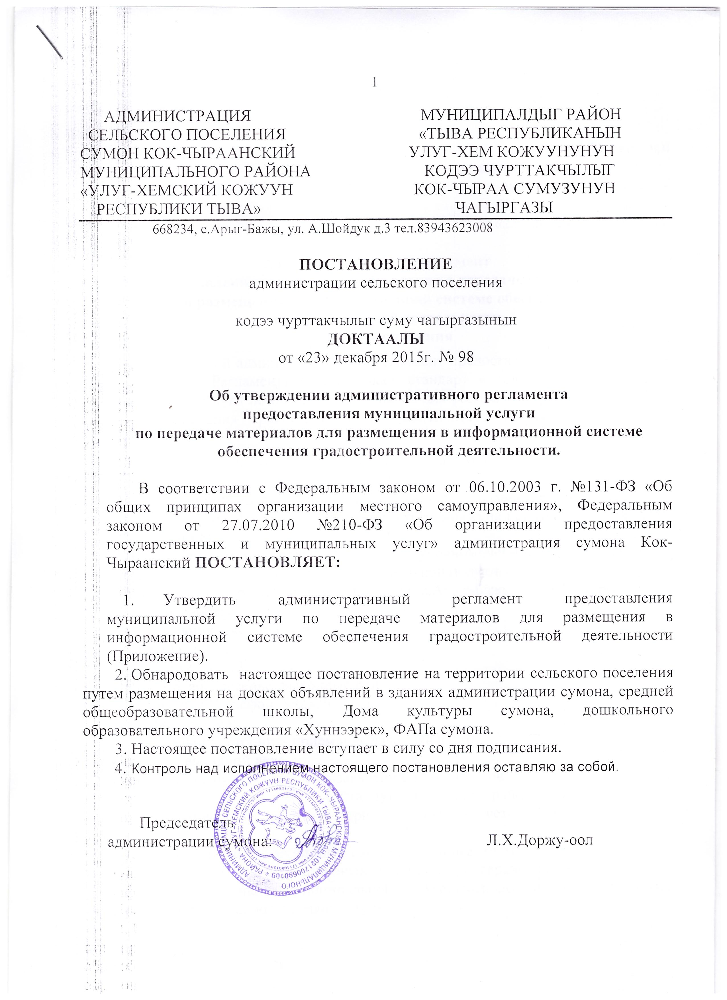 1
АДМИНИСТРАЦИЯ
СЕЛЬСКОГО ПОСЕЛЕНИЯ
СУМОН КОК-ЧЫРААНСКИЙ
МУНИЦИПАЛЬНОГО РАЙОНА
«УЛУГ-ХЕМСКИЙ КОЖУУН
РЕСПУБЛИКИ ТЫВА»
МУНИЦИПАЛДЫГ РАЙОН
«ТЫВА РЕСПУБЛИКАНЫН
УЛУГ-ХЕМ КОЖУУНУНУН
КОДЭЭ ЧУРТТАКЧЫЛЫГ
КОК-ЧЫРАА СУМУЗУНУН
ЧАГЫРГАЗЫ
668234, с.Арыг-Бажы, ул. А.Шойдук д.3 тел.83943623008
ПОСТАНОВЛЕНИЕ
администрации сельского поселения
кодээ чурттакчылыг суму чагыргазынын
ДОКТААЛЫ
от «23» декабря 2015г. № 98
Об утверждении административного регламента
предоставления муниципальной услуги
по передаче материалов для размещения в информационной системе
обеспечения градостроительной деятельности.
В соответствии с Федеральным законом от 06.10.2003 г. №131-ФЗ «Об
общих принципах организации местного самоуправления», Федеральным
законом от 27.07.2010 №210-ФЗ «Об организации предоставления
государственных и муниципальных услуг» администрация сумона Кок-
Чыраанский ПОСТАНОВЛЯЕТ:
1. Утвердить административный регламент предоставления
муниципальной услуги по передаче материалов для размещения в
информационной системе обеспечения градостроительной деятельности
(Приложение).
2. Обнародовать настоящее постановление на территории сельского поселения
путем размещения на досках объявлений в зданиях администрации сумона, средней
общеобразовательной школы, Дома культуры сумона, дошкольного
образовательного учреждения «Хуннээрек», ФАПа сумона.
3. Настоящее постановление вступает в силу со дня подписания.
4. Контроль над исполнением настоящего постановления оставляю за собой.
Председатель
администрации сумона:
Л.Х.Доржу-оол
АДМИНИСТРАЦИЯ СЕЛЬСКОГО ПОСЕЛЕНИЯ СУМОН КОК-ЧЫРААНСКИЙ МУНИЦИПАЛЬНОГО
РАЙОНА «УЛУГ-ХЕМСКИЙ КОЖУУН РЕСПУБЛИКИ ТЫВА» * ОГРН 1021700690109 *
ИНН 1714003129